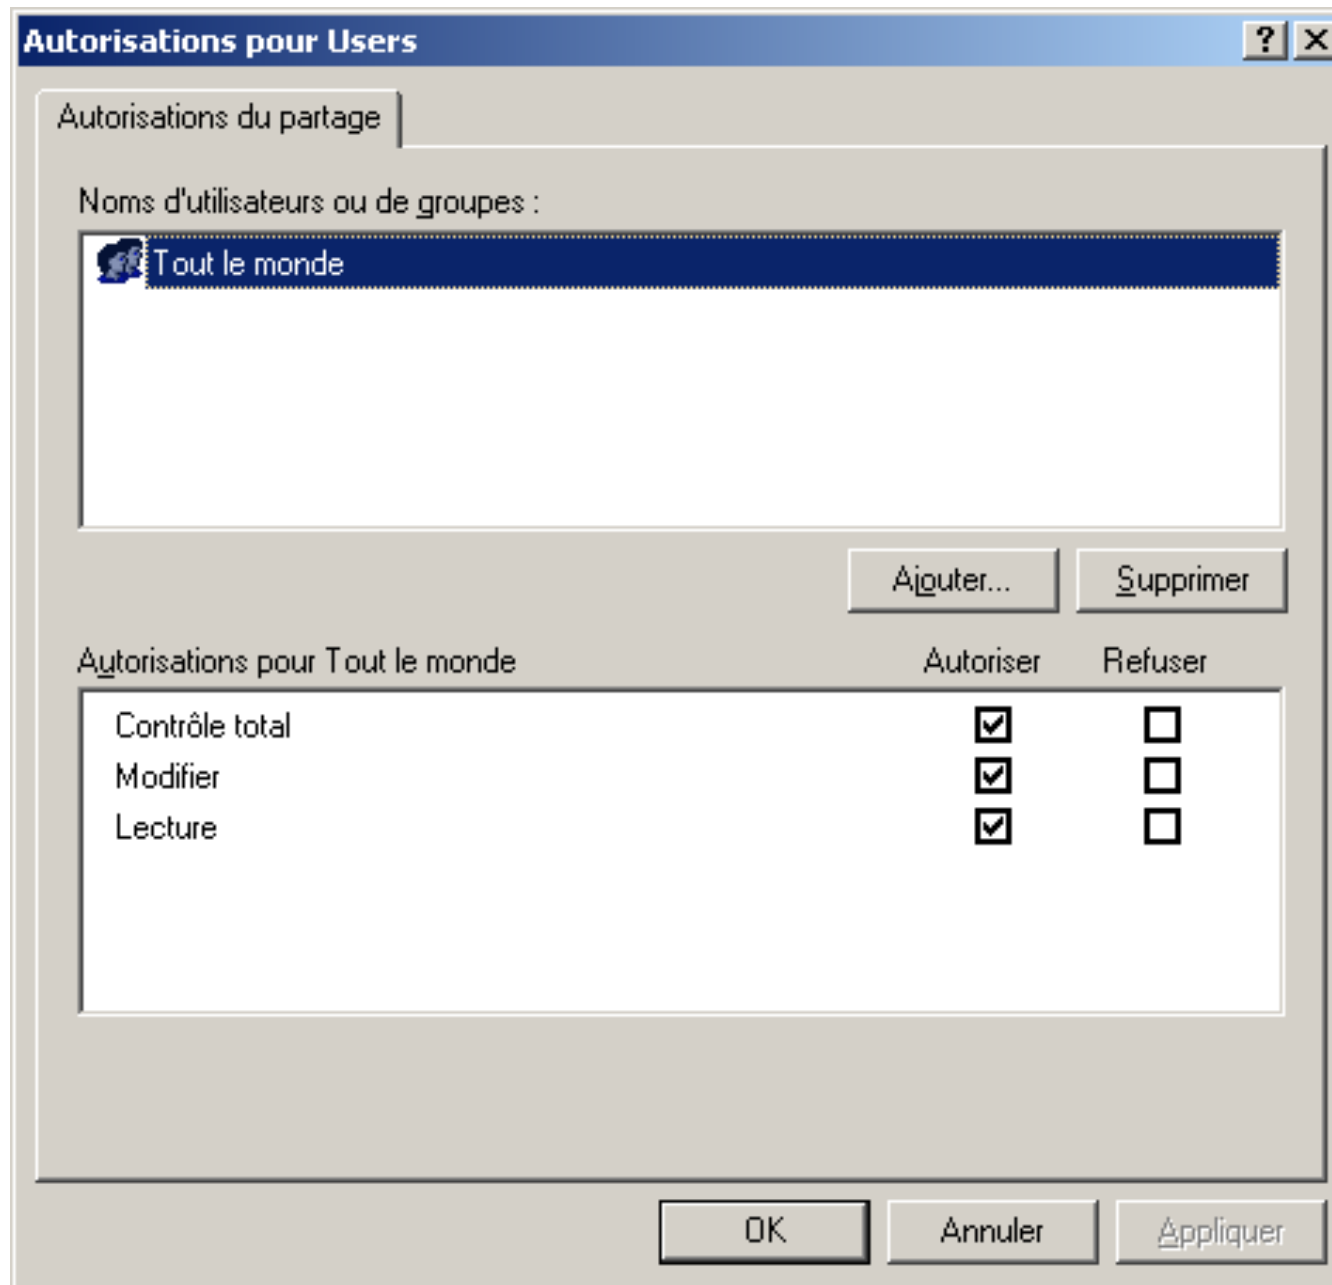 Autorisations pour Users
Autorisations du partage
Noms d'utilisateurs ou de groupes :
Tout le monde
Ajouter... Supprimer
Autorisations pour Tout le monde Autoriser Refuser
Contrôle total
Modifier
Lecture
OK Annuler Appliquer